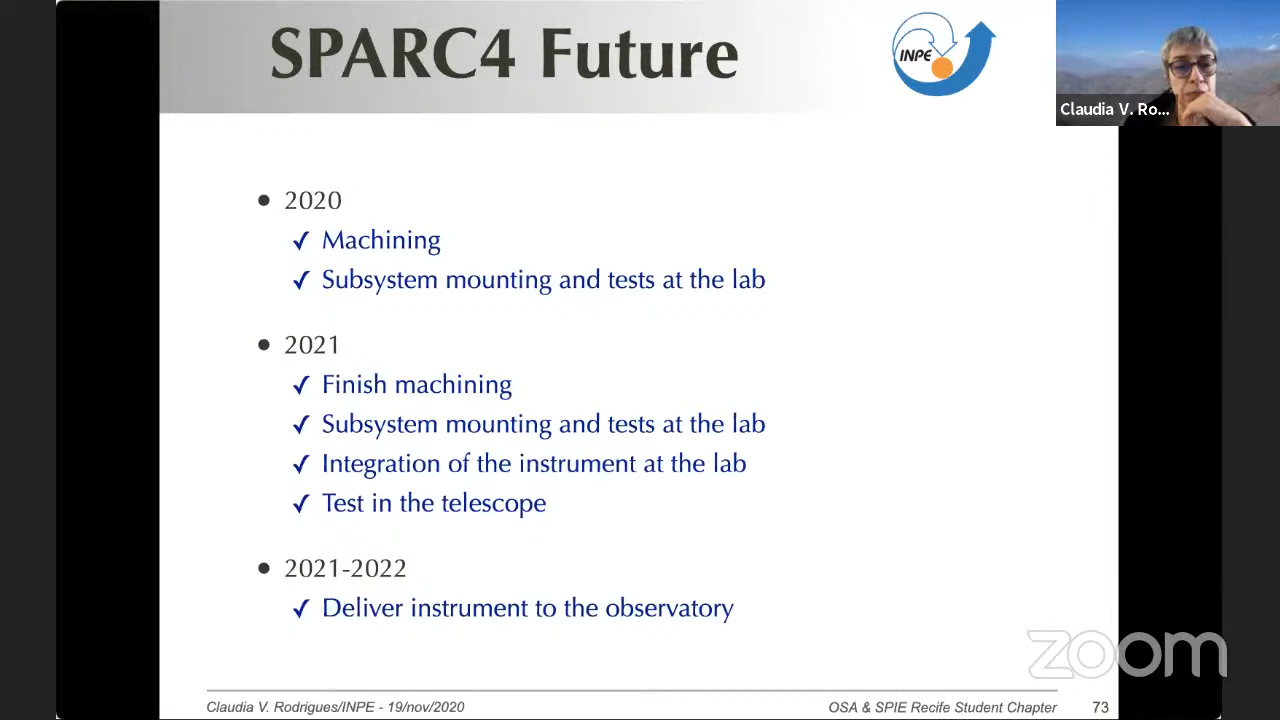 SPARC4 Future
INPE
Claudia V. Ro...
• 2020
✓ Machining
✓ Subsystem mounting and tests at the lab
• 2021
✓ Finish machining
✓ Subsystem mounting and tests at the lab
✓ Integration of the instrument at the lab
✓ Test in the telescope
• 2021-2022
✓ Deliver instrument to the observatory
zoom
Claudia V. Rodrigues/INPE - 19/nov/2020
OSA & SPIE Recife Student Chapter
73